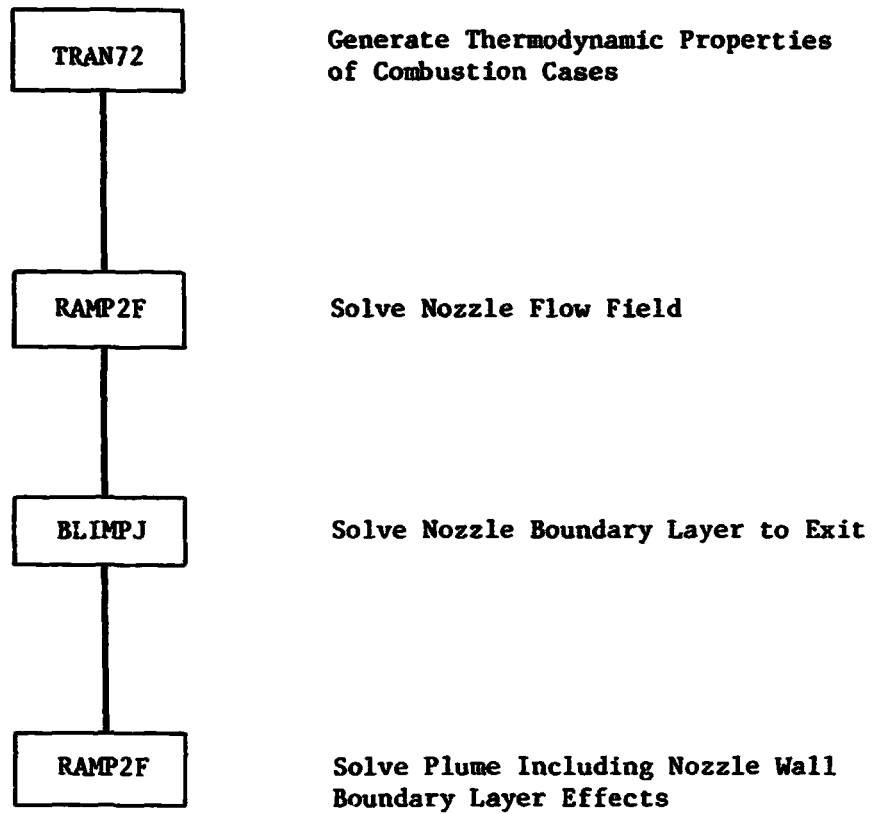 TRAN72
Generate Thermodynamic Properties
of Combustion Cases
RAMP2F
Solve Nozzle Flow Field
BLIMPJ
Solve Nozzle Boundary Layer to Exit
RAMP2F
Solve Plume Including Nozzle Wall
Boundary Layer Effects